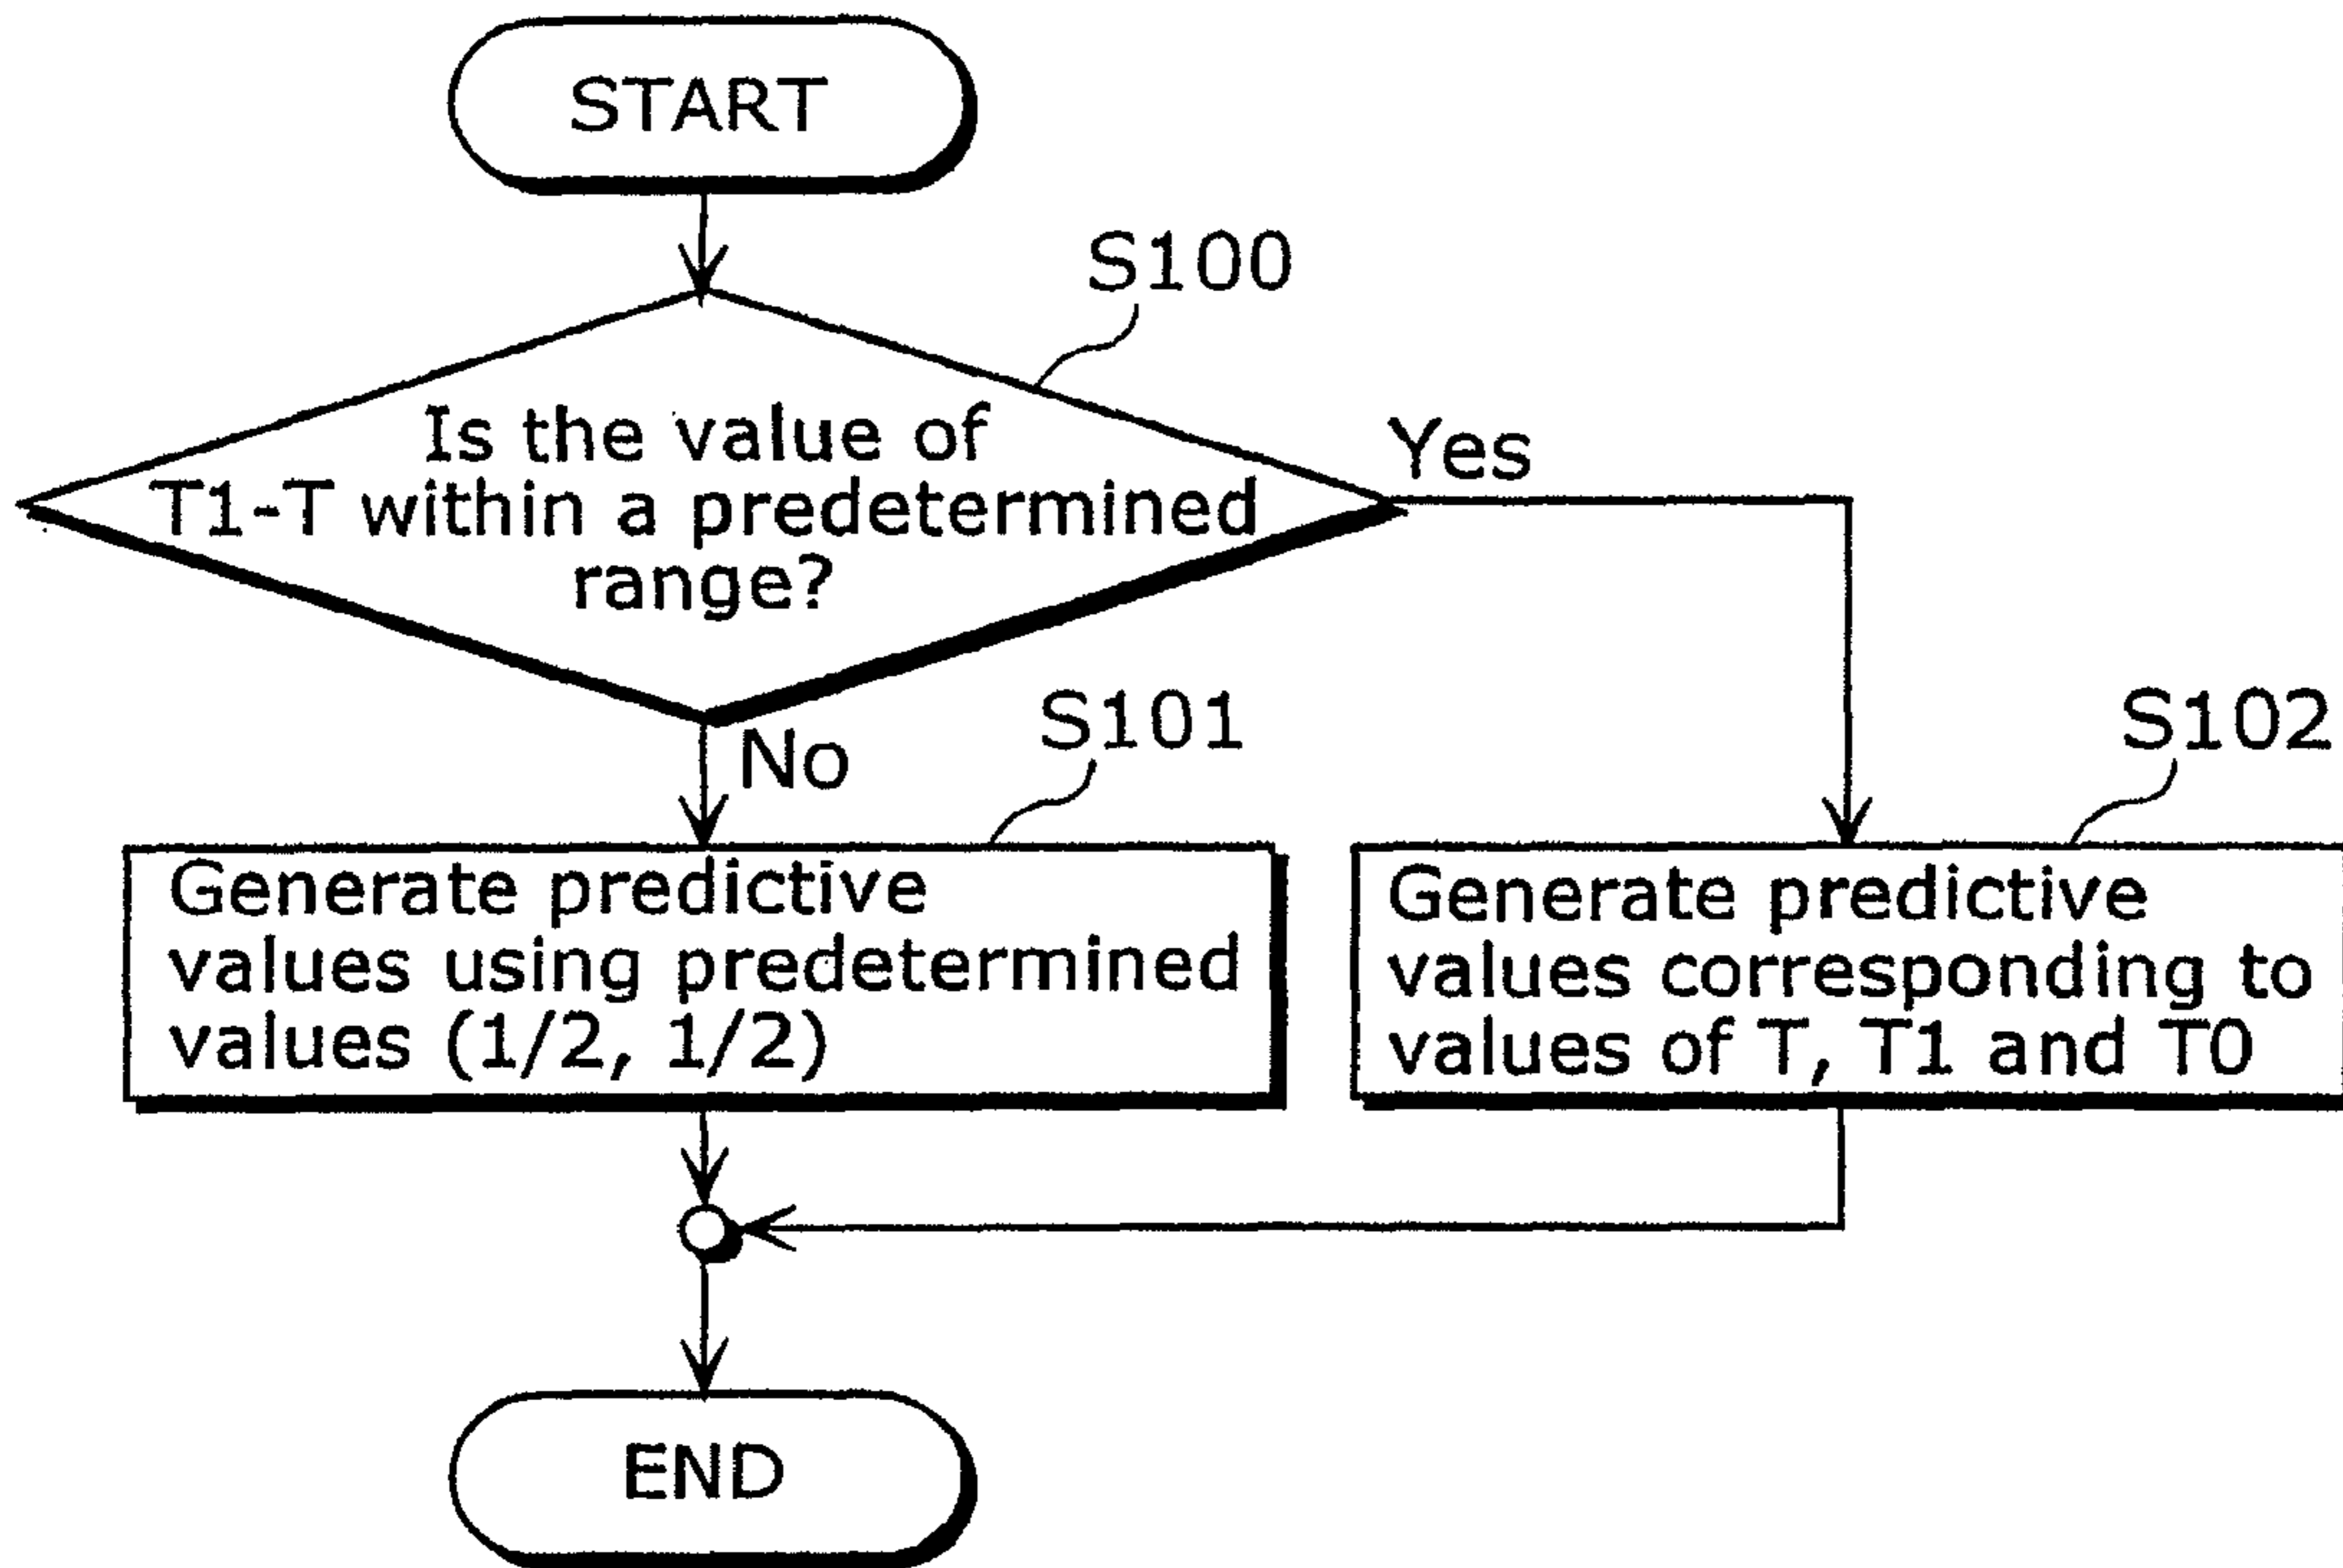 START
S100
Is the value of
T1-T within a predetermined
range?
Yes
No
S101
S102
Generate predictive
values using predetermined
values (1/2, 1/2)
Generate predictive
values corresponding to
values of T, T1 and T0
END